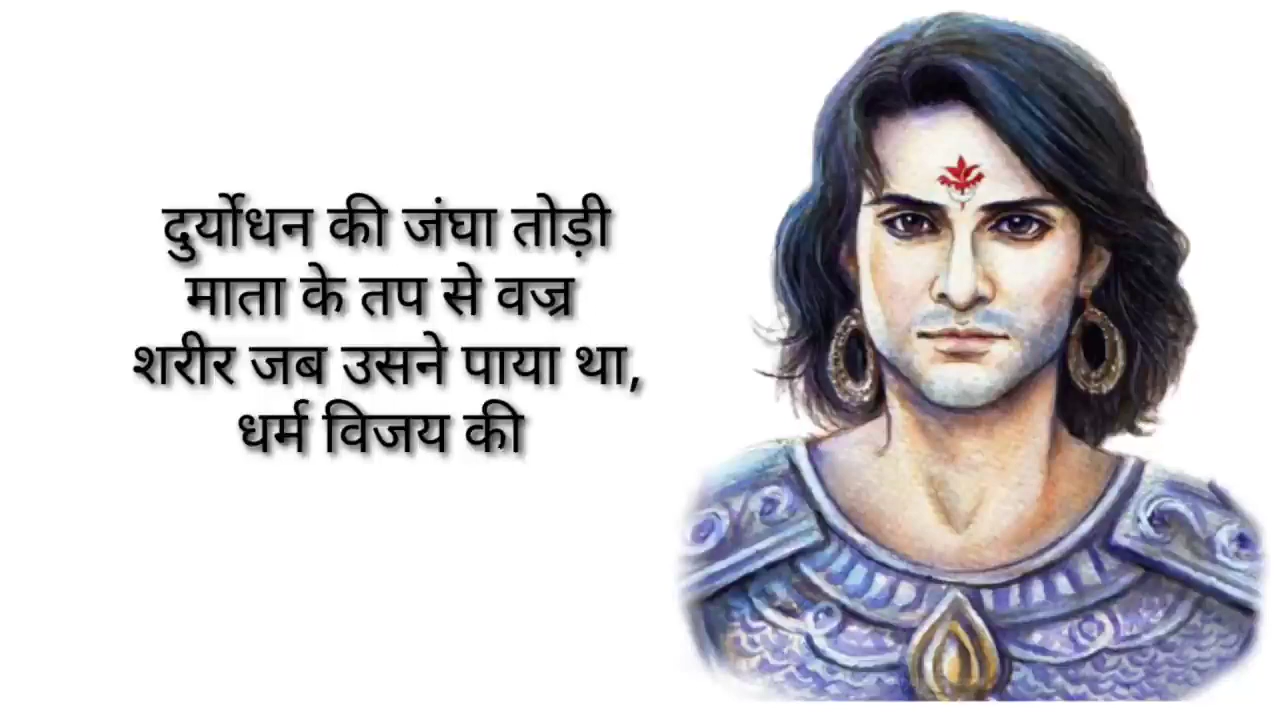 दुर्योधन की जंघा तोड़ी
माता के तप से वज्र
शरीर जब उसने पाया था,
धर्म विजय की